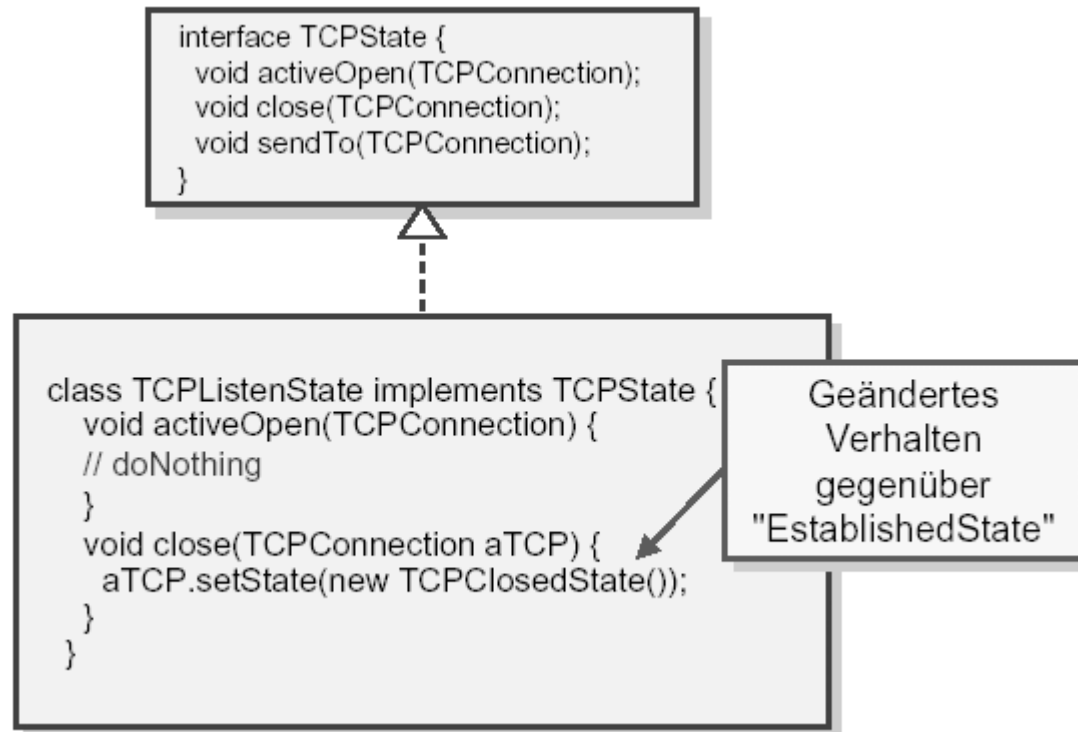 interface TCPState {
void activeOpen(TCPConnection);
void close(TCPConnection);
void sendTo(TCPConnection);
}
class TCPListenState implements TCPState {
void activeOpen(TCPConnection) {
// doNothing
}
void close(TCPConnection aTCP) {
aTCP.setState(new TCPClosedState());
}
}
Geändertes
Verhalten
gegenüber
"EstablishedState"